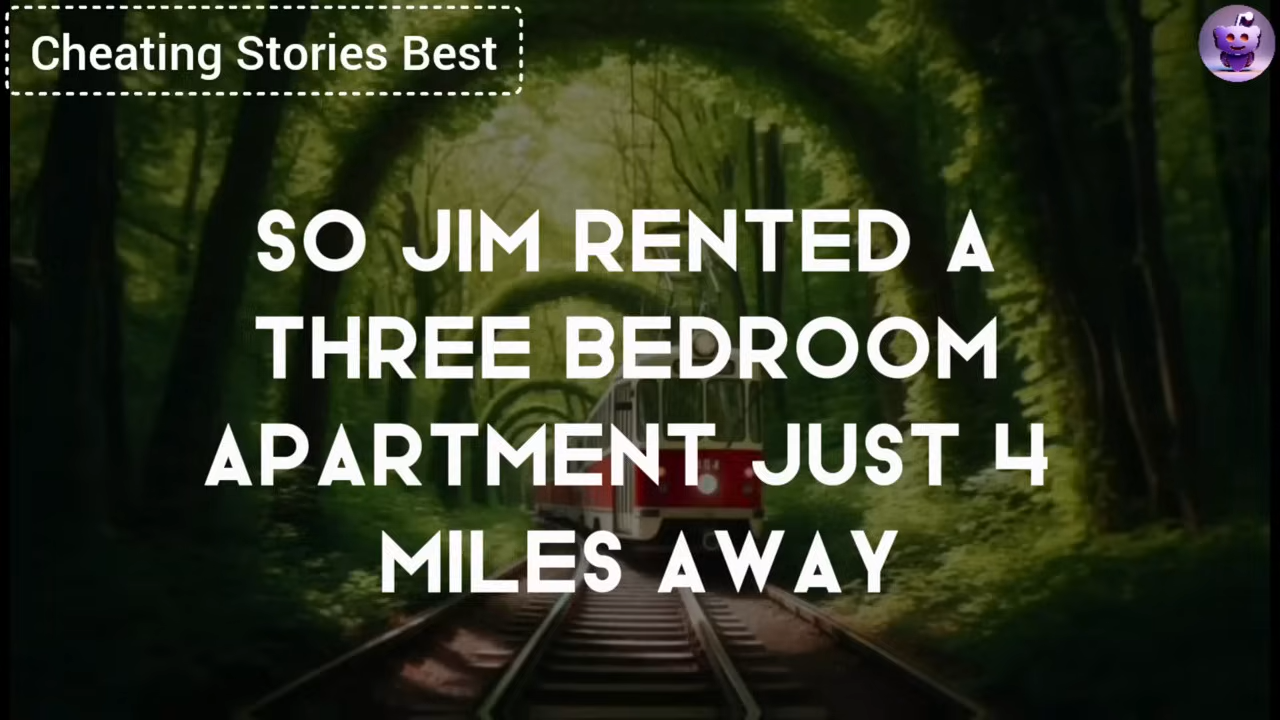 Cheating Stories Best
SO JIM RENTED A
THREE BEDROOM
APARTMENT JUST 4
MILES AWAY